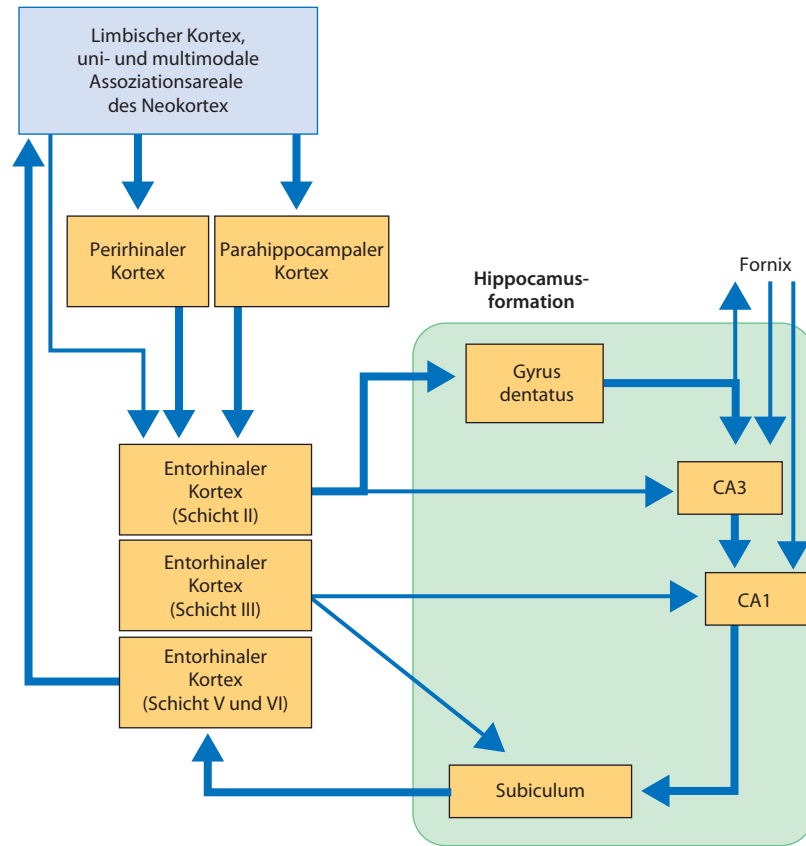 Limbischer Kortex,
uni- und multimodale
Assoziationsareale
des Neokortex
Perirhinaler
Kortex
Parahippocampaler
Kortex
Hippocamus-
formation
Fornix
Gyrus
dentatus
Entorhinaler
Kortex
(Schicht II)
CA3
Entorhinaler
Kortex
(Schicht III)
CA1
Entorhinaler
Kortex
(Schicht V und VI)
Subiculum